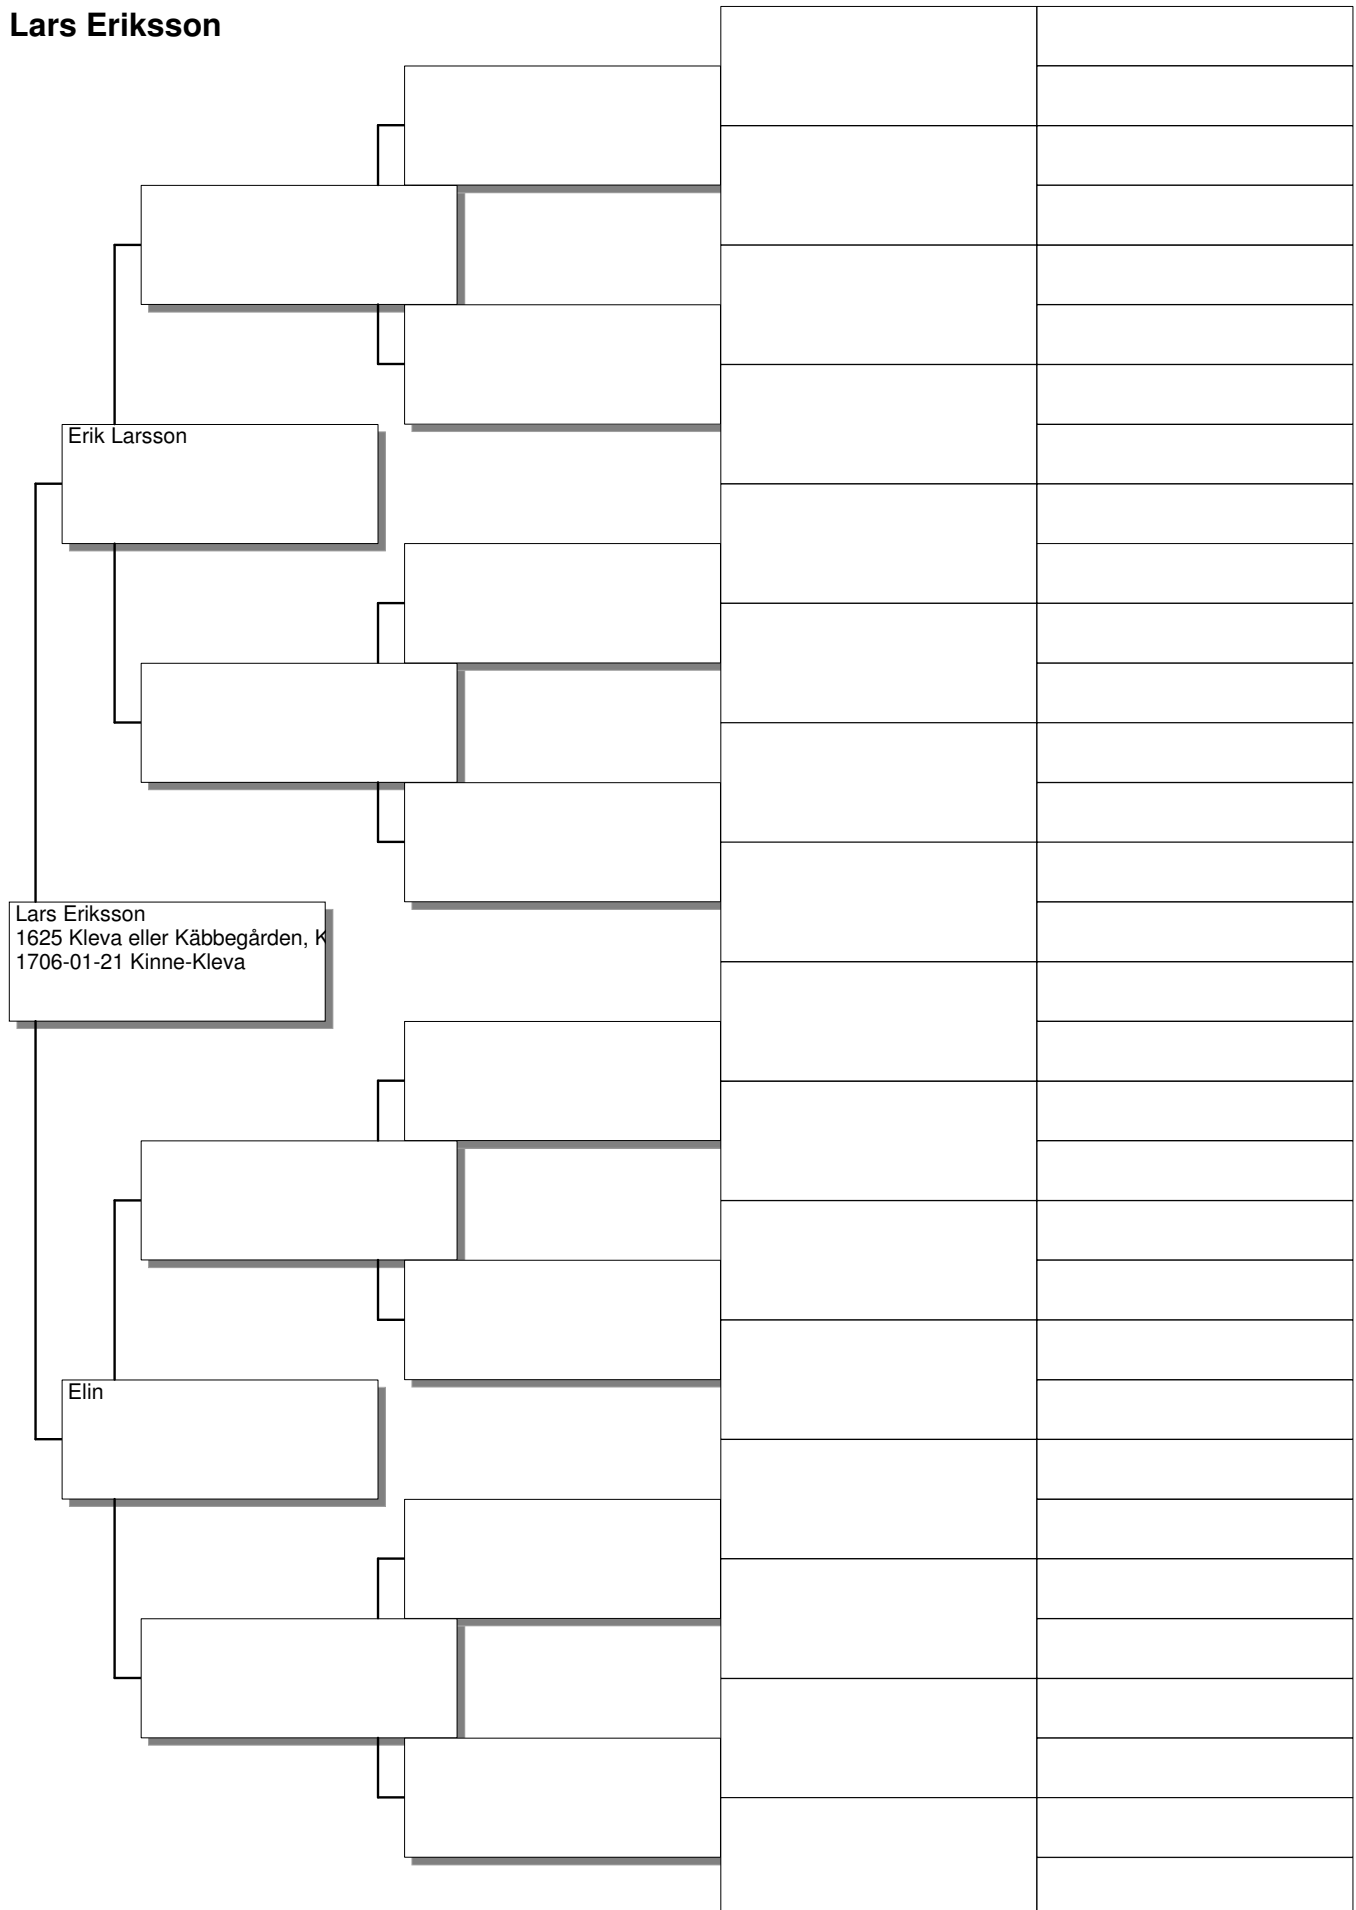 Lars Eriksson
Erik Larsson
Lars Eriksson
1625 Kleva eller Käbbegården, K
1706-01-21 Kinne-Kleva
Elin